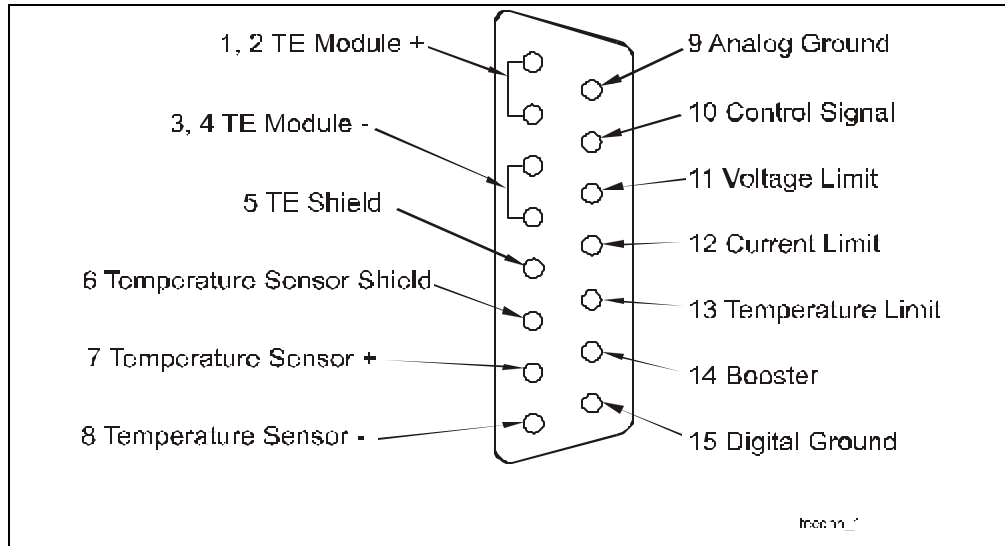 1, 2 TE Module +
3, 4 TE Module -
5 TE Shield
6 Temperature Sensor Shield
7 Temperature Sensor +
8 Temperature Sensor -
9 Analog Ground
10 Control Signal
11 Voltage Limit
12 Current Limit
13 Temperature Limit
14 Booster
15 Digital Ground